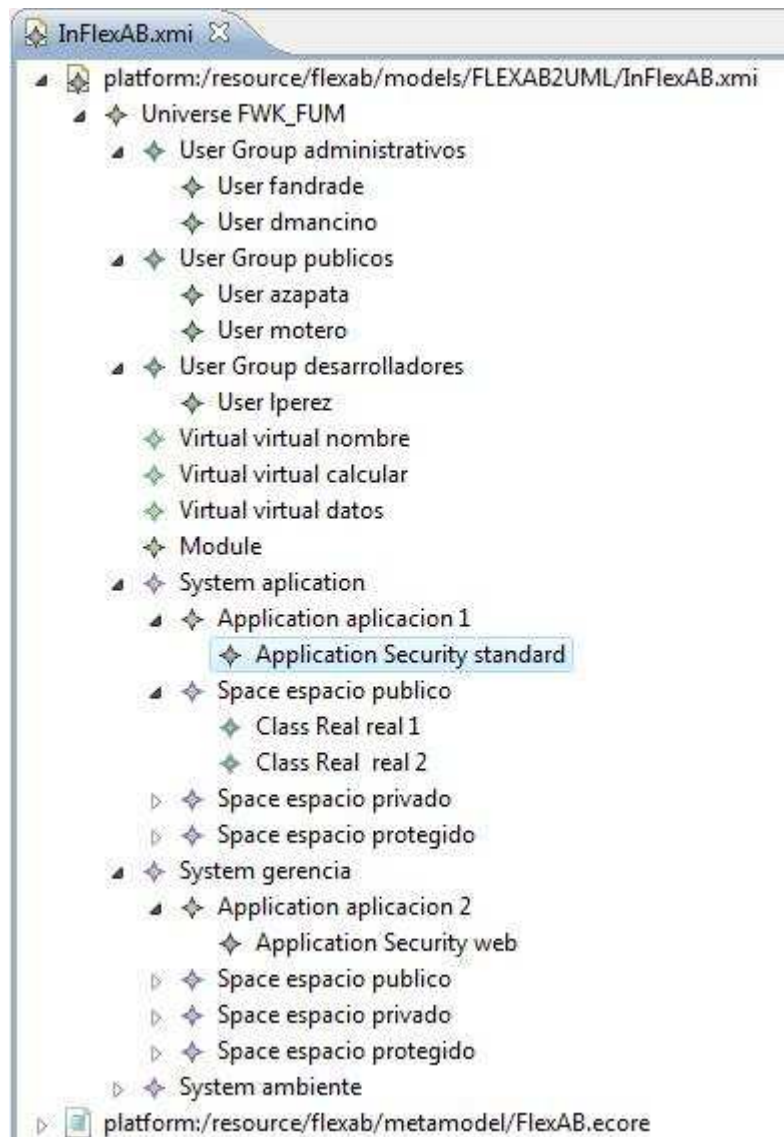 InFlexAB.xmi
platform:/resource/flexab/models/FLEXAB2UML/InFlexAB.xmi
Universe FWK_FUM
User Group administrativos
User fandrade
User dmancino
User Group publicos
User azapata
User motero
User Group desarrolladores
User lperez
Virtual virtual nombre
Virtual virtual calcular
Virtual virtual datos
Module
System aplication
Application aplicacion 1
Application Security standard
Space espacio publico
Class Real real 1
Class Real real 2
Space espacio privado
Space espacio protegido
System gerencia
Application aplicacion 2
Application Security web
Space espacio publico
Space espacio privado
Space espacio protegido
System ambiente
platform:/resource/flexab/metamodel/FlexAB.ecore